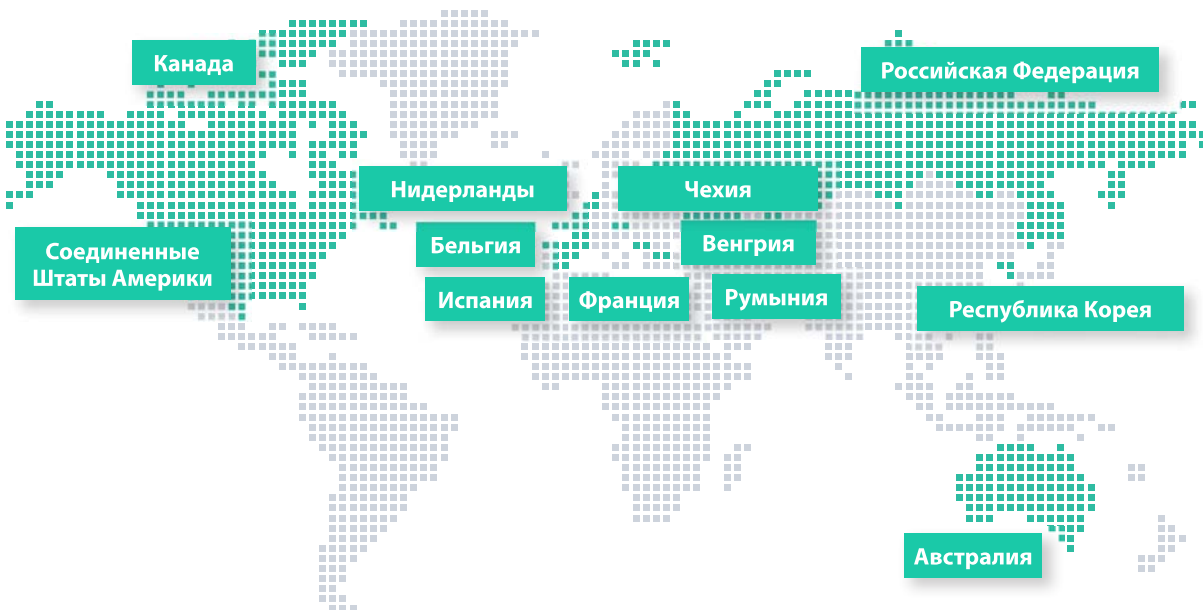 Канада
Российская Федерация
Нидерланды
Чехия
Соединенные
Штаты Америки
Бельгия
Венгрия
Испания
Франция
Румыния
Республика Корея
Австралия